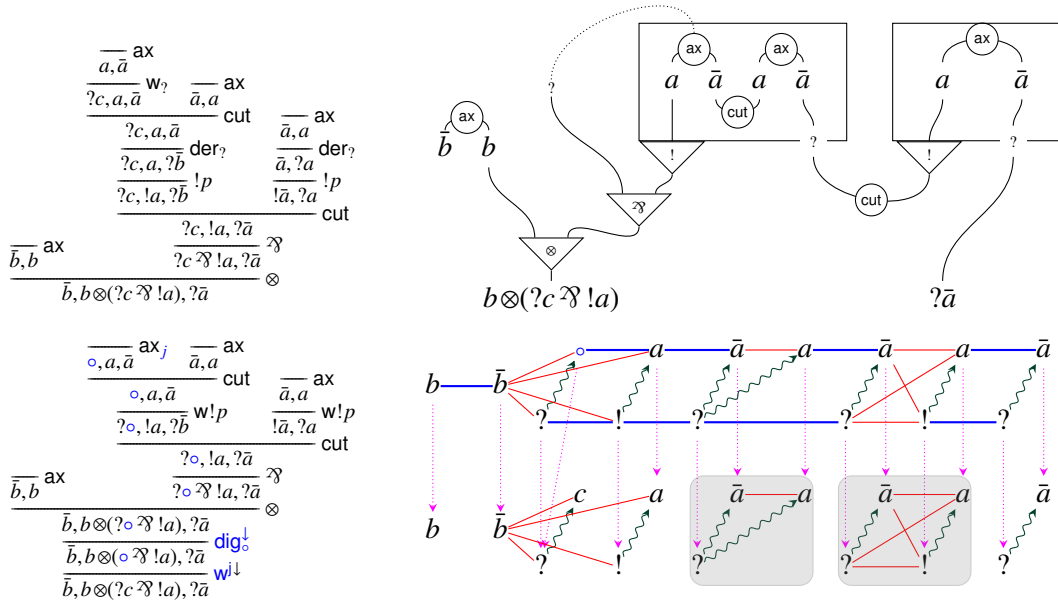 a, ā ax
?c, a, ā w?
ā, a ax
?c, a, ā cut
?c, a, ?b̄ der?
?c, !a, ?b̄ !p
ā, a ax
ā, ?a der?
!ā, ?a !p
?c, !a, ?ā cut
b̄, b ax
?c ⅋ !a, ?ā ⅋
b̄, b⊗(?c ⅋ !a), ?ā ⊗
ax ax ax
? a ā a ā a ā
ax cut
b̄ b ! ? ! ?
cut
⅋
⊗
b⊗(?c ⅋ !a) ?ā
∘, a, ā axj
ā, a ax
∘, a, ā cut
?∘, !a, ?b̄ w!p
ā, a ax
!ā, ?a w!p
?∘, !a, ?ā cut
b̄, b ax
?∘ ⅋ !a, ?ā ⅋
b̄, b⊗(?∘ ⅋ !a), ?ā ⊗
b̄, b⊗(∘ ⅋ !a), ?ā dig∘↓
b̄, b⊗(?c ⅋ !a), ?ā wj↓
∘ a ā a ā a ā
b b̄
? ! ? ? ! ?
c a ā a ā a ā
b b̄
? ! ? ? ! ?